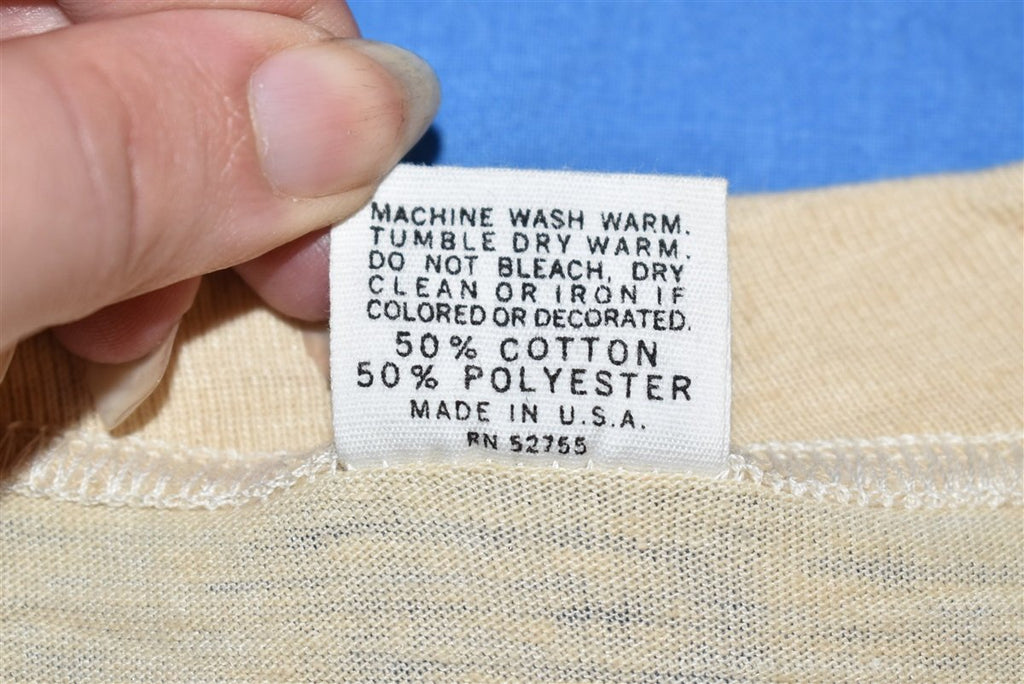 MACHINE WASH WARM.
TUMBLE DRY WARM.
DO NOT BLEACH, DRY
CLEAN OR IRON IF
COLORED OR DECORATED.
50% COTTON
50% POLYESTER
MADE IN U.S.A.
RN 52755